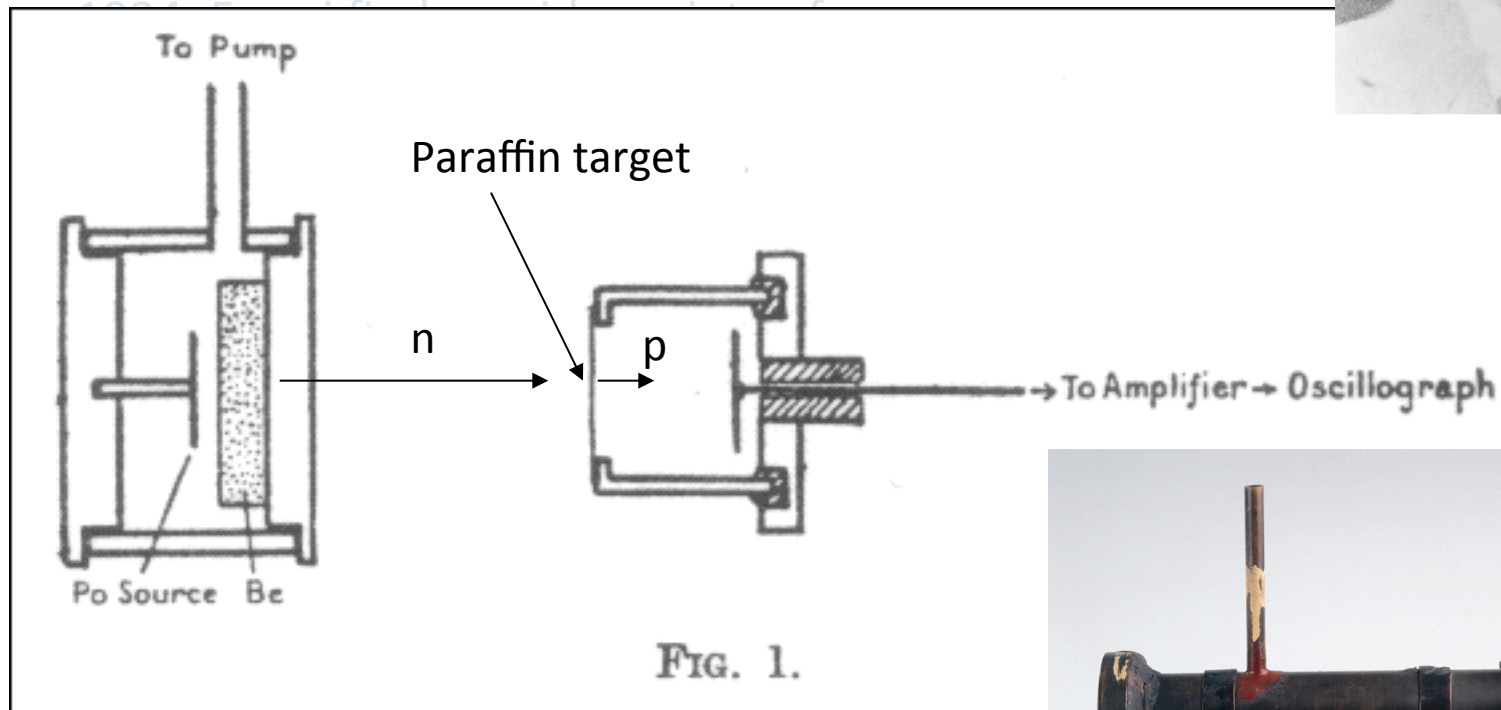 To Pump
Paraffin target
n
p
→ To Amplifier → Oscillograph
Po Source Be
FIG. 1.